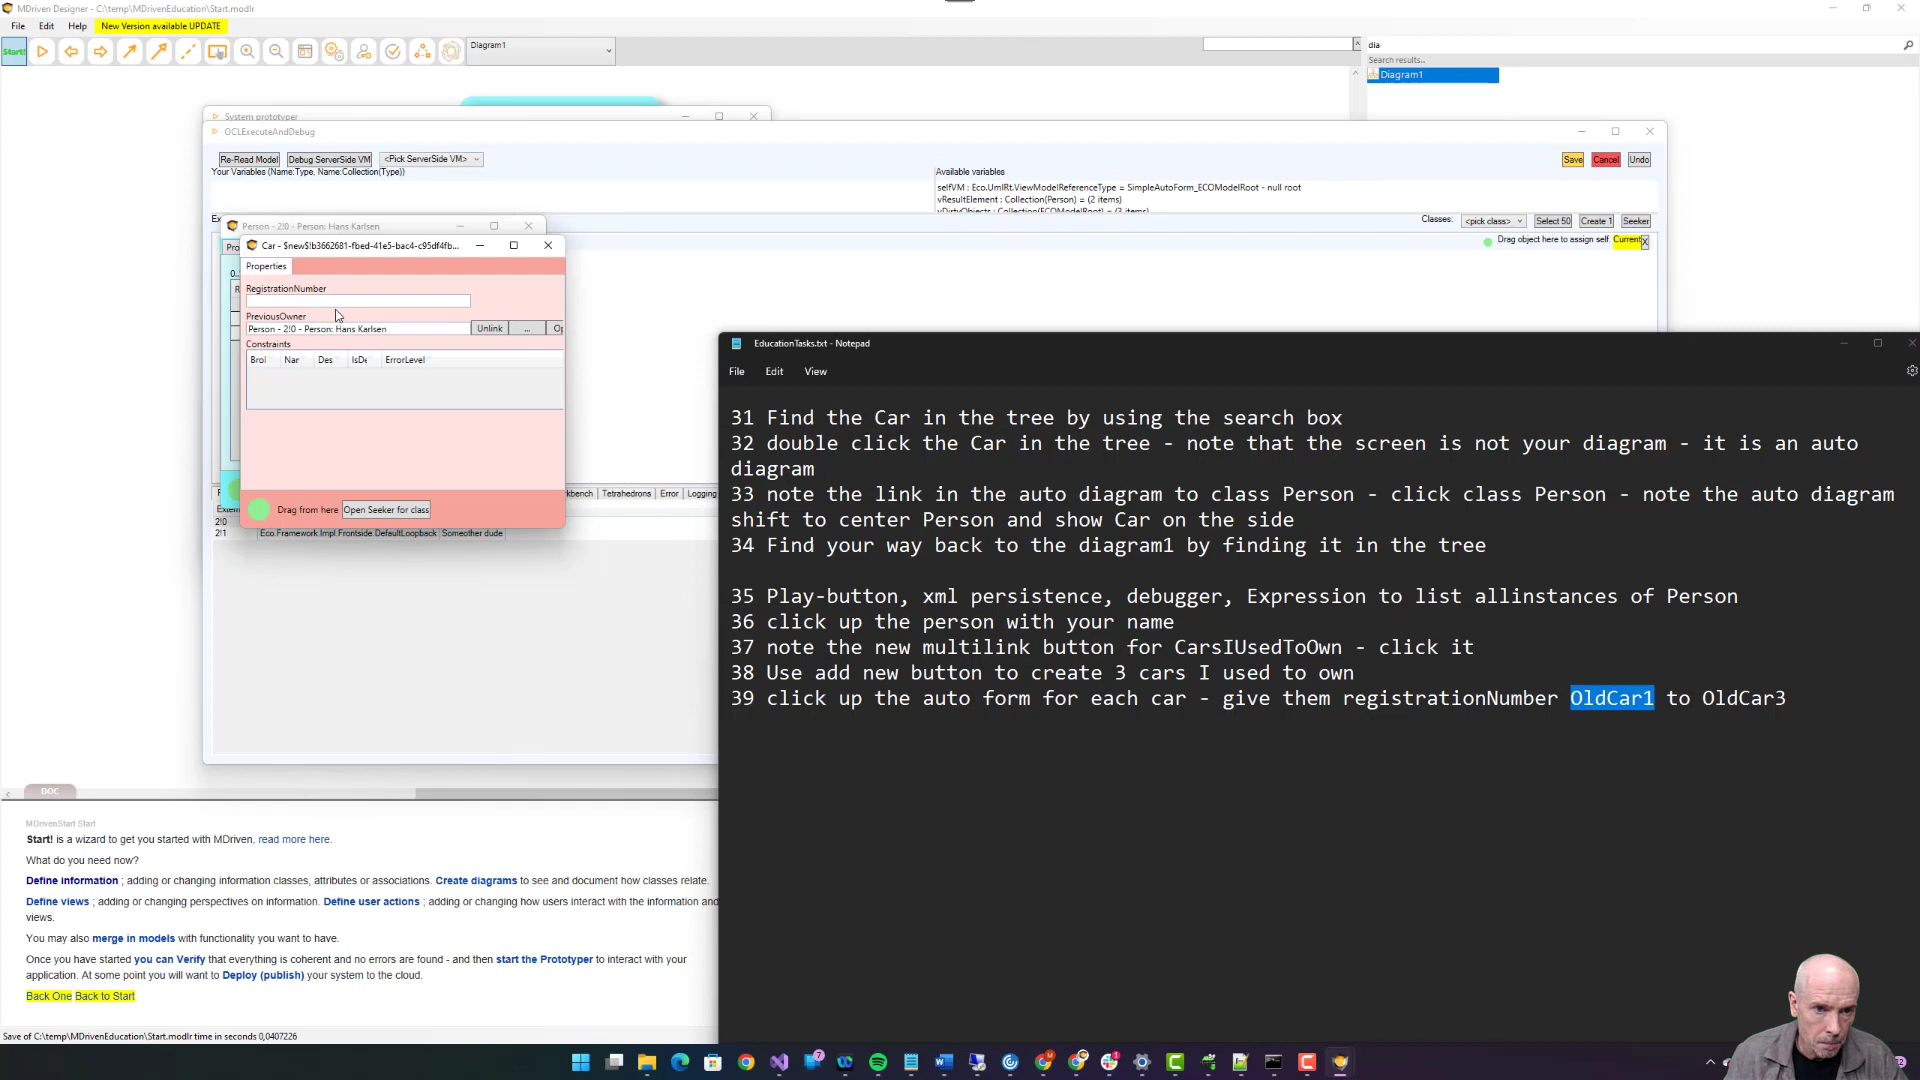 MDriven Designer - C:\temp\MDrivenEducation\Start.modlr
File Edit Help New Version available UPDATE
Start!
Diagram1
dia
Search results...
Diagram1
System prototyper
OCLExecuteAndDebug
Re-Read Model Debug ServerSide VM <Pick ServerSide VM>
Save Cancel Undo
Your Variables (Name:Type, Name:Collection(Type))
Available variables
selfVM : Eco.UmlRt.ViewModelReferenceType = SimpleAutoForm_ECOModelRoot - null root
vResultElement : Collection(Person) = (2 items)
vDirtyObjects : Collection(ECOModelRoot) = (3 items)
Classes: <pick class> Select 50 Create 1 Seeker
Drag object here to assign self. Current X
Person - 2!0 - Person: Hans Karlsen
Car - $new$!b3662681-fbed-41e5-bac4-c95df4fb...
Properties
RegistrationNumber
PreviousOwner
Person - 2!0 - Person: Hans Karlsen Unlink ... Op
Constraints
Brol Nar Des IsDe ErrorLevel
Drag from here Open Seeker for class
Tetrahedrons Error Logging
2!0
2!1 Eco.Framework.Impl.Frontside.DefaultLoopback Someother dude
EducationTasks.txt - Notepad
File Edit View
31 Find the Car in the tree by using the search box
32 double click the Car in the tree - note that the screen is not your diagram - it is an auto
diagram
33 note the link in the auto diagram to class Person - click class Person - note the auto diagram
shift to center Person and show Car on the side
34 Find your way back to the diagram1 by finding it in the tree
35 Play-button, xml persistence, debugger, Expression to list allinstances of Person
36 click up the person with your name
37 note the new multilink button for CarsIUsedToOwn - click it
38 Use add new button to create 3 cars I used to own
39 click up the auto form for each car - give them registrationNumber OldCar1 to OldCar3
DOC
MDrivenStart Start
Start! is a wizard to get you started with MDriven, read more here.
What do you need now?
Define information ; adding or changing information classes, attributes or associations. Create diagrams to see and document how classes relate.
Define views ; adding or changing perspectives on information. Define user actions ; adding or changing how users interact with the information and
views.
You may also merge in models with functionality you want to have.
Once you have started you can Verify that everything is coherent and no errors are found - and then start the Prototyper to interact with your
application. At some point you will want to Deploy (publish) your system to the cloud.
Back One Back to Start
Save of C:\temp\MDrivenEducation\Start.modlr time in seconds 0,0407226